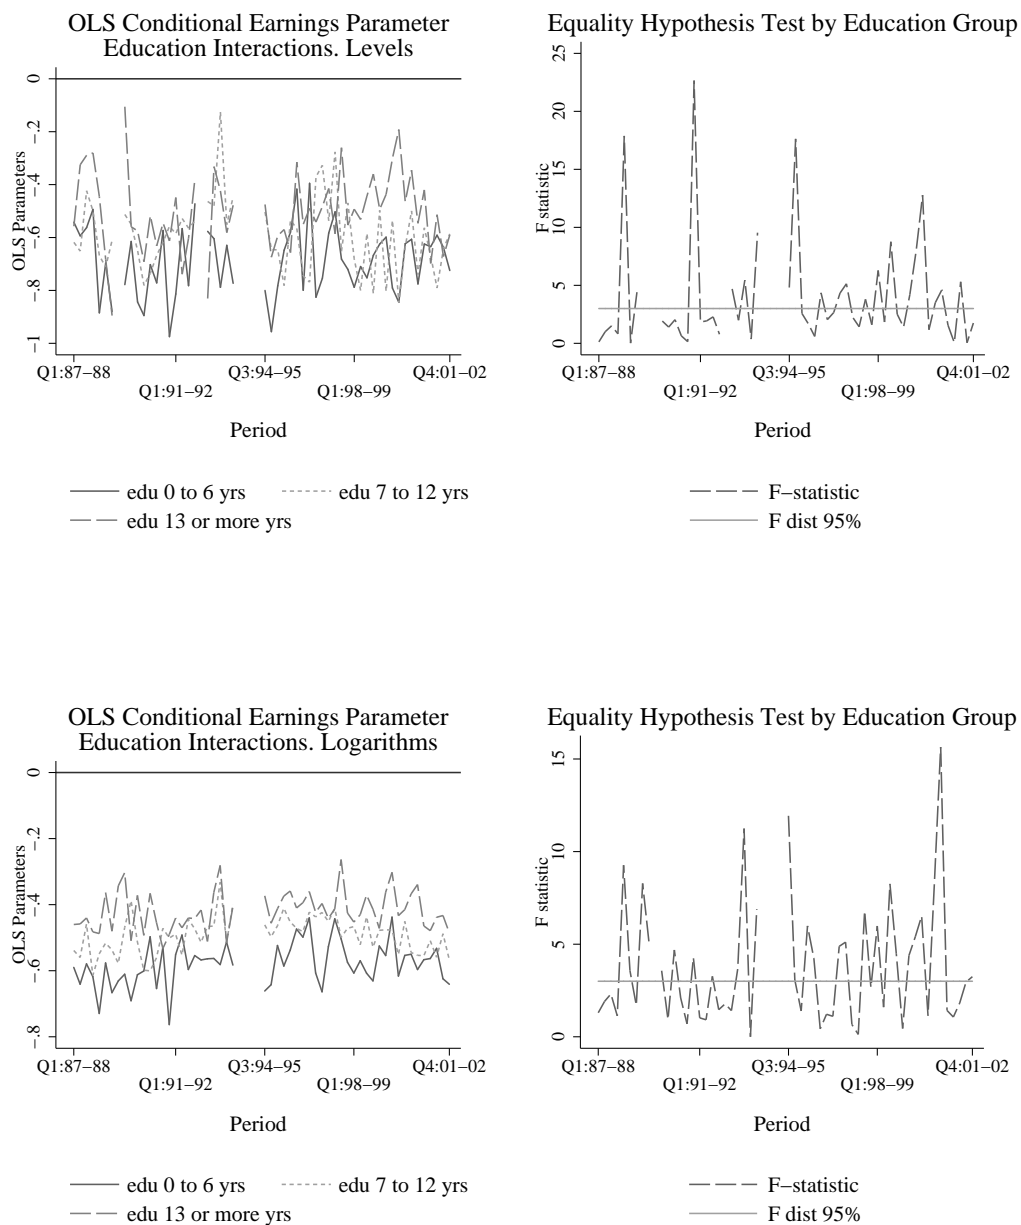 OLS Conditional Earnings Parameter
Education Interactions. Levels
0
−.2
−.4
−.6
−.8
−1
OLS Parameters
Q1:87−88
Q1:91−92
Q3:94−95
Q1:98−99
Q4:01−02
Period
edu 0 to 6 yrs
edu 7 to 12 yrs
edu 13 or more yrs
Equality Hypothesis Test by Education Group
25
20
15
10
5
0
F statistic
Q1:87−88
Q1:91−92
Q3:94−95
Q1:98−99
Q4:01−02
Period
F−statistic
F dist 95%
OLS Conditional Earnings Parameter
Education Interactions. Logarithms
0
−.2
−.4
−.6
−.8
OLS Parameters
Q1:87−88
Q1:91−92
Q3:94−95
Q1:98−99
Q4:01−02
Period
edu 0 to 6 yrs
edu 7 to 12 yrs
edu 13 or more yrs
Equality Hypothesis Test by Education Group
15
10
5
0
F statistic
Q1:87−88
Q1:91−92
Q3:94−95
Q1:98−99
Q4:01−02
Period
F−statistic
F dist 95%